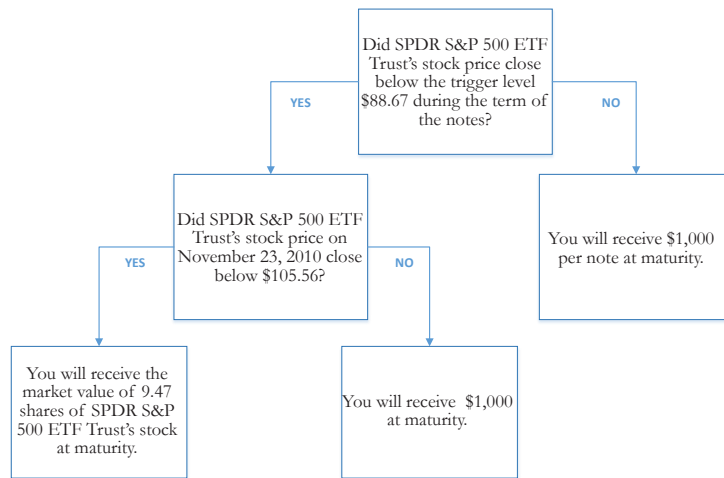 Did SPDR S&P 500 ETF
Trust's stock price close
below the trigger level
$88.67 during the term of
the notes?
YES
NO
Did SPDR S&P 500 ETF
Trust's stock price on
November 23, 2010 close
below $105.56?
You will receive $1,000
per note at maturity.
YES
NO
You will receive the
market value of 9.47
shares of SPDR S&P
500 ETF Trust's stock
at maturity.
You will receive $1,000
at maturity.